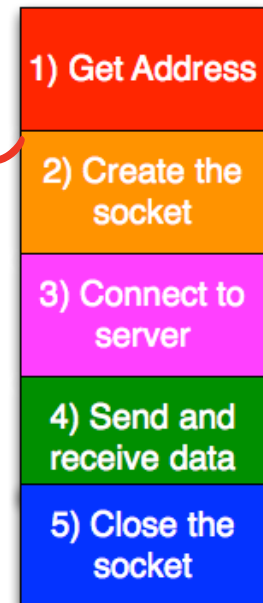 1) Get Address
2) Create the
socket
3) Connect to
server
4) Send and
receive data
5) Close the
socket